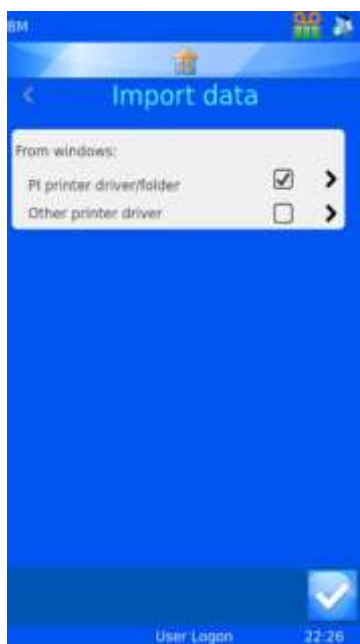 BM
Import data
From windows:
PI printer driver/folder
Other printer driver
User Logon 22:26